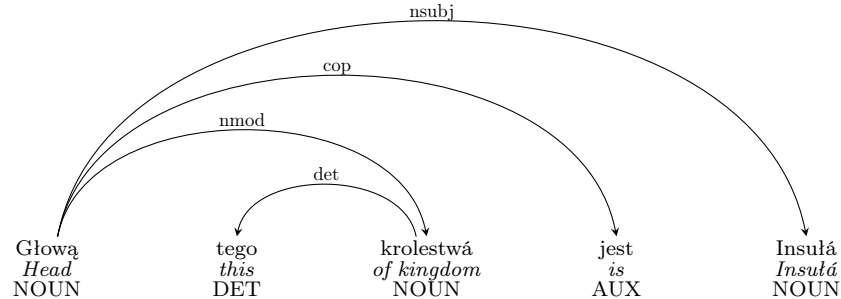 nsubj
cop
nmod
det
Głową tego krolestwá jest Insułá
Head this of kingdom is Insułá
NOUN DET NOUN AUX NOUN